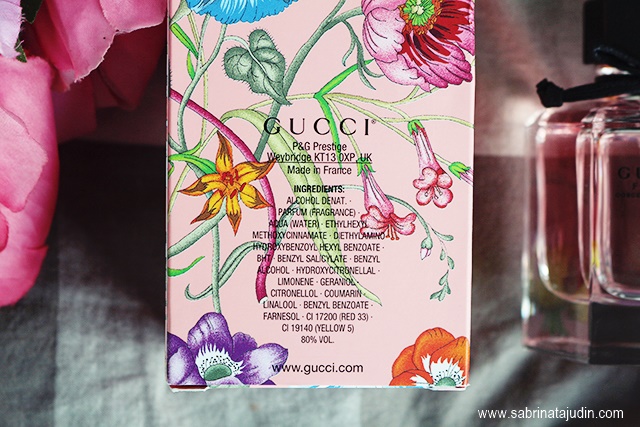 GUCCI®
P&G Prestige
Weybridge KT13 0XP, UK
Made in France
INGREDIENTS:
ALCOHOL DENAT. ·
PARFUM (FRAGRANCE) ·
AQUA (WATER) · ETHYLHEXYL
METHOXYCINNAMATE · DIETHYLAMINO
HYDROXYBENZOYL HEXYL BENZOATE ·
BHT · BENZYL SALICYLATE · BENZYL
ALCOHOL · HYDROXYCITRONELLAL ·
LIMONENE · GERANIOL ·
CITRONELLOL · COUMARIN ·
LINALOOL · BENZYL BENZOATE ·
FARNESOL · CI 17200 (RED 33) ·
CI 19140 (YELLOW 5)
80% VOL.
www.gucci.com
www.sabrinatajudin.com